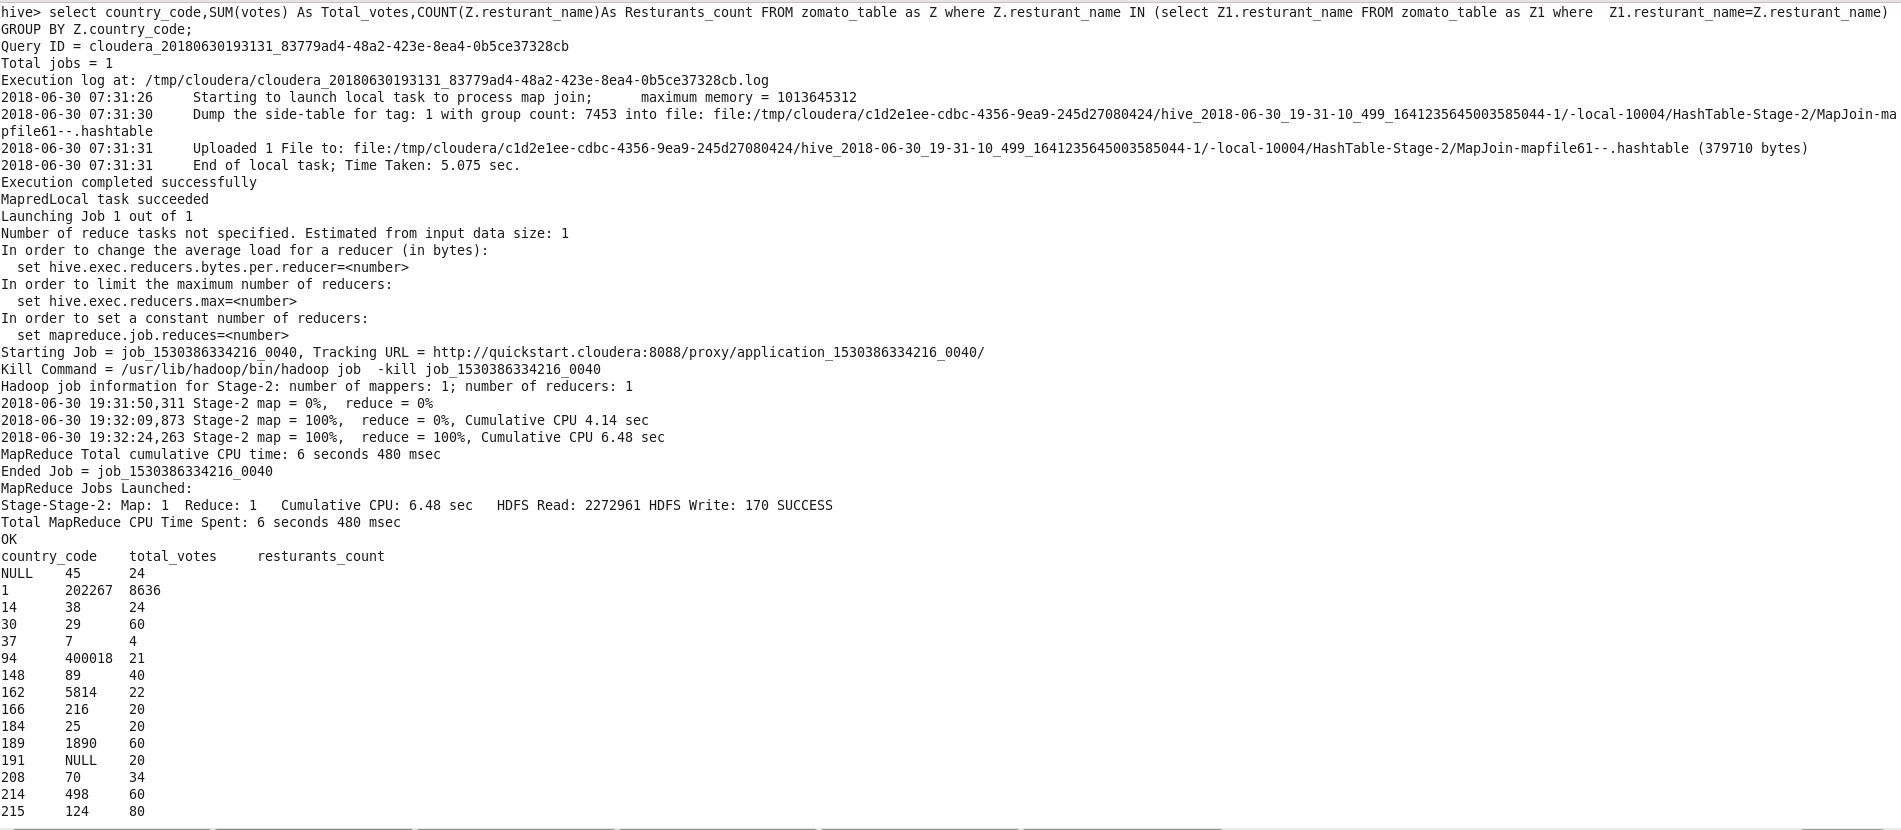 hive> select country_code,SUM(votes) As Total_votes,COUNT(Z.resturant_name)As Resturants_count FROM zomato_table as Z where Z.resturant_name IN (select Z1.resturant_name FROM zomato_table as Z1 where  Z1.resturant_name=Z.resturant_name)
GROUP BY Z.country_code;
Query ID = cloudera_20180630193131_83779ad4-48a2-423e-8ea4-0b5ce37328cb
Total jobs = 1
Execution log at: /tmp/cloudera/cloudera_20180630193131_83779ad4-48a2-423e-8ea4-0b5ce37328cb.log
2018-06-30 07:31:26     Starting to launch local task to process map join;      maximum memory = 1013645312
2018-06-30 07:31:30     Dump the side-table for tag: 1 with group count: 7453 into file: file:/tmp/cloudera/c1d2e1ee-cdbc-4356-9ea9-245d27080424/hive_2018-06-30_19-31-10_499_1641235645003585044-1/-local-10004/HashTable-Stage-2/MapJoin-ma
pfile61--.hashtable
2018-06-30 07:31:31     Uploaded 1 File to: file:/tmp/cloudera/c1d2e1ee-cdbc-4356-9ea9-245d27080424/hive_2018-06-30_19-31-10_499_1641235645003585044-1/-local-10004/HashTable-Stage-2/MapJoin-mapfile61--.hashtable (379710 bytes)
2018-06-30 07:31:31     End of local task; Time Taken: 5.075 sec.
Execution completed successfully
MapredLocal task succeeded
Launching Job 1 out of 1
Number of reduce tasks not specified. Estimated from input data size: 1
In order to change the average load for a reducer (in bytes):
  set hive.exec.reducers.bytes.per.reducer=<number>
In order to limit the maximum number of reducers:
  set hive.exec.reducers.max=<number>
In order to set a constant number of reducers:
  set mapreduce.job.reduces=<number>
Starting Job = job_1530386334216_0040, Tracking URL = http://quickstart.cloudera:8088/proxy/application_1530386334216_0040/
Kill Command = /usr/lib/hadoop/bin/hadoop job  -kill job_1530386334216_0040
Hadoop job information for Stage-2: number of mappers: 1; number of reducers: 1
2018-06-30 19:31:50,311 Stage-2 map = 0%,  reduce = 0%
2018-06-30 19:32:09,873 Stage-2 map = 100%,  reduce = 0%, Cumulative CPU 4.14 sec
2018-06-30 19:32:24,263 Stage-2 map = 100%,  reduce = 100%, Cumulative CPU 6.48 sec
MapReduce Total cumulative CPU time: 6 seconds 480 msec
Ended Job = job_1530386334216_0040
MapReduce Jobs Launched:
Stage-Stage-2: Map: 1  Reduce: 1   Cumulative CPU: 6.48 sec   HDFS Read: 2272961 HDFS Write: 170 SUCCESS
Total MapReduce CPU Time Spent: 6 seconds 480 msec
OK
country_code    total_votes     resturants_count
NULL    45      24
1       202267  8636
14      38      24
30      29      60
37      7       4
94      400018  21
148     89      40
162     5814    22
166     216     20
184     25      20
189     1890    60
191     NULL    20
208     70      34
214     498     60
215     124     80